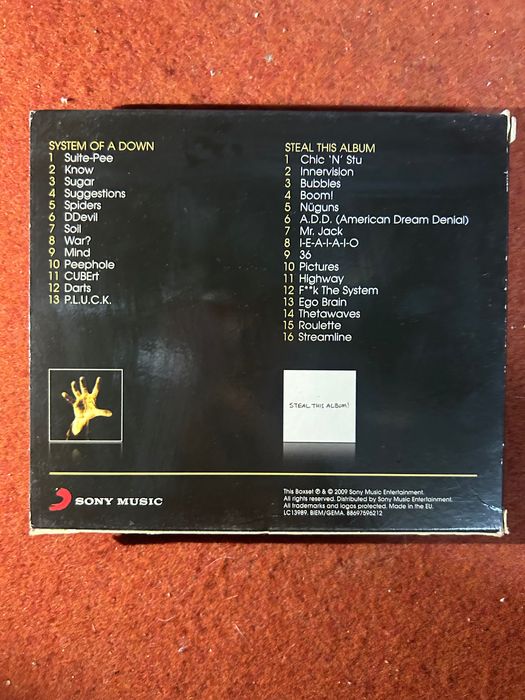 SYSTEM OF A DOWN
1 Suite-Pee
2 Know
3 Sugar
4 Suggestions
5 Spiders
6 DDevil
7 Soil
8 War?
9 Mind
10 Peephole
11 CUBErt
12 Darts
13 P.L.U.C.K.
STEAL THIS ALBUM
1 Chic 'N' Stu
2 Innervision
3 Bubbles
4 Boom!
5 Nüguns
6 A.D.D. (American Dream Denial)
7 Mr. Jack
8 I-E-A-I-A-I-O
9 36
10 Pictures
11 Highway
12 F**k The System
13 Ego Brain
14 Thetawaves
15 Roulette
16 Streamline
STEAL THIS ALBUM!
SONY MUSIC
This Boxset ℗ & © 2009 Sony Music Entertainment.
All rights reserved. Distributed by Sony Music Entertainment.
All trademarks and logos protected. Made in the EU.
LC13989. BIEM/GEMA. 88697596212